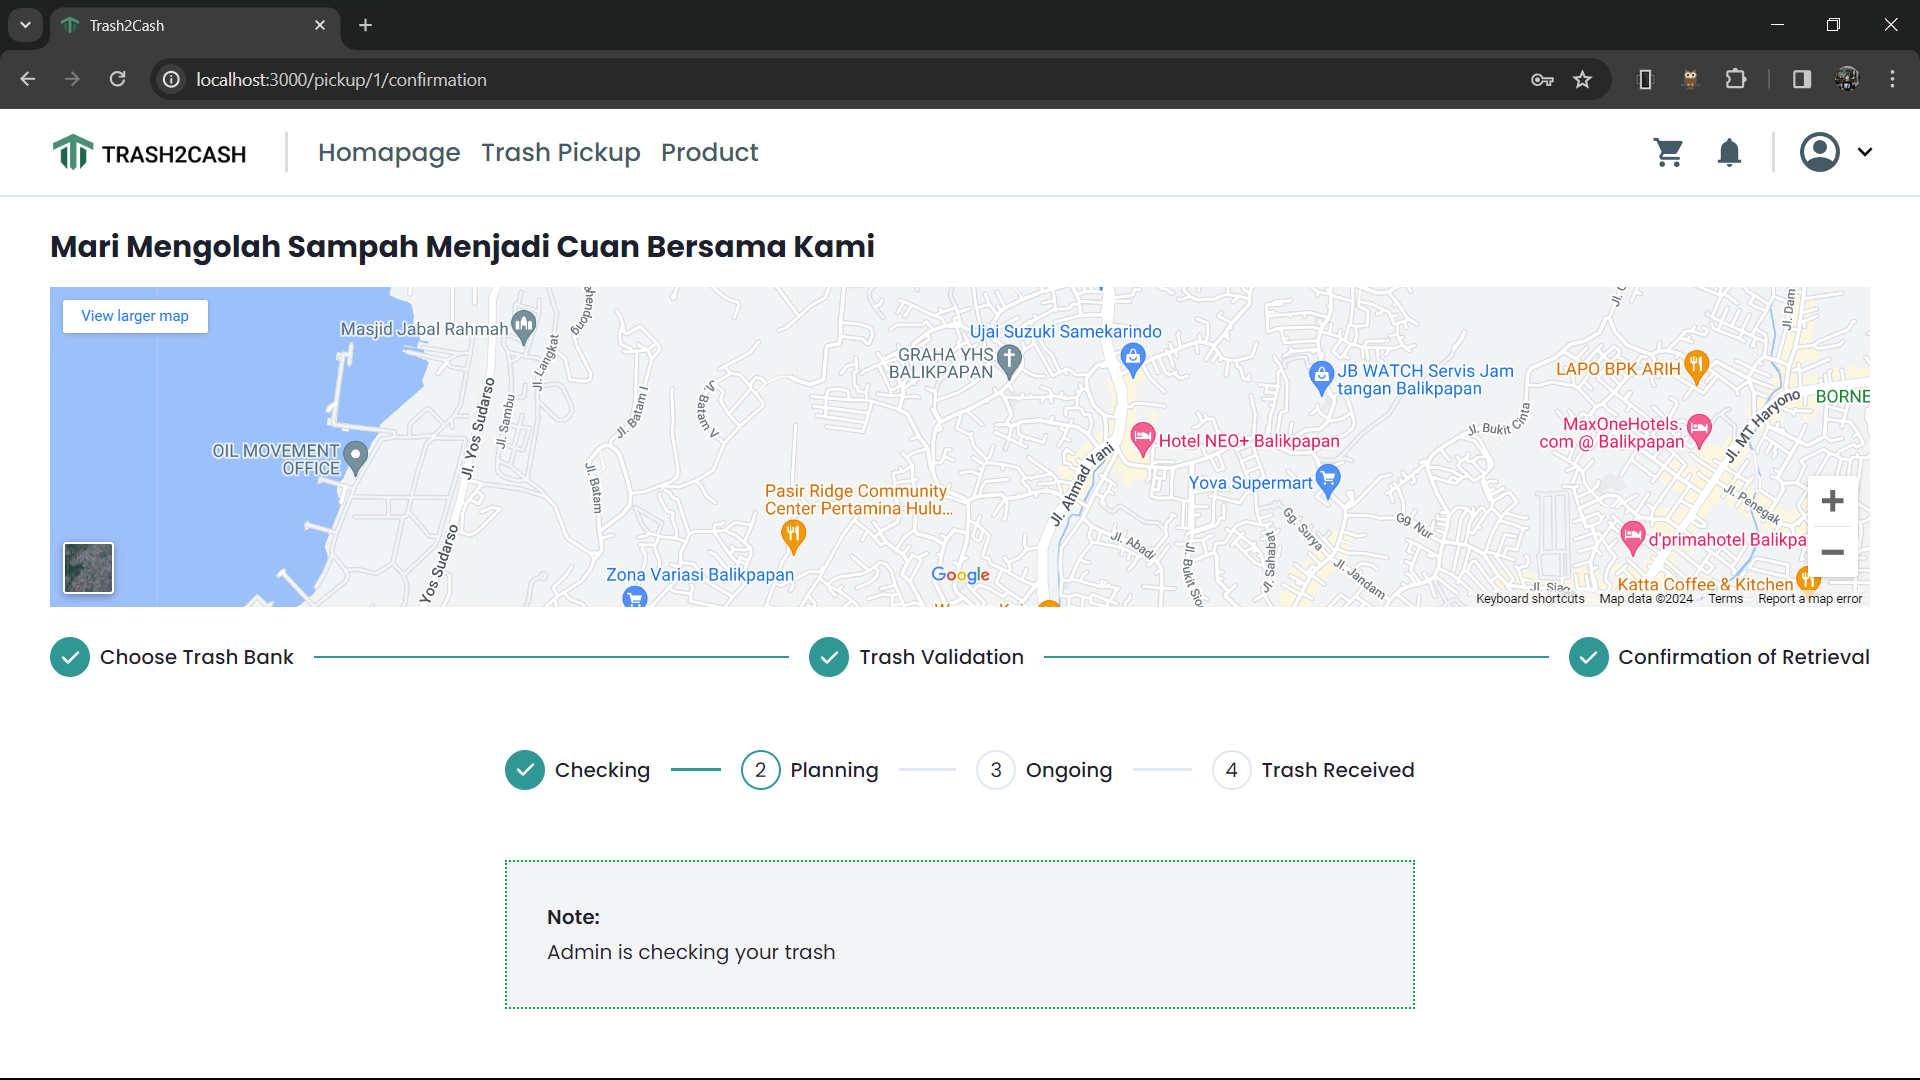 Trash2Cash
localhost:3000/pickup/1/confirmation
TRASH2CASH
Homapage Trash Pickup Product
Mari Mengolah Sampah Menjadi Cuan Bersama Kami
View larger map
Masjid Jabal Rahmah
Jl. Langkat
Jl. Sambu
Jl. Yos Sudarso
Jl. Batam I
Jl. Batam V
Jl. Batam
GRAHA YHS
BALIKPAPAN
Ujai Suzuki Samekarindo
JB WATCH Servis Jam
tangan Balikpapan
LAPO BPK ARIH
Jl. Dam
BORNE
Jl. MT Haryono
MaxOneHotels.
com @ Balikpapan
Jl. Bukit Cinta
Hotel NEO+ Balikpapan
OIL MOVEMENT
OFFICE
Jl. Ahmad Yani
Yova Supermart
Pasir Ridge Community
Center Pertamina Hulu...
Jl. Penegak
Gg. Surya
Gg. Nur
Jl. Abadi
Jl. Bukit Sio
Jl. Sahabat
Jl. Jandam
d'primahotel Balikpa
Yos Sudarso
Zona Variasi Balikpapan
Google
Katta Coffee & Kitchen
Keyboard shortcuts Map data ©2024 Terms Report a map error
Choose Trash Bank
Trash Validation
Confirmation of Retrieval
Checking
2 Planning
3 Ongoing
4 Trash Received
Note:
Admin is checking your trash